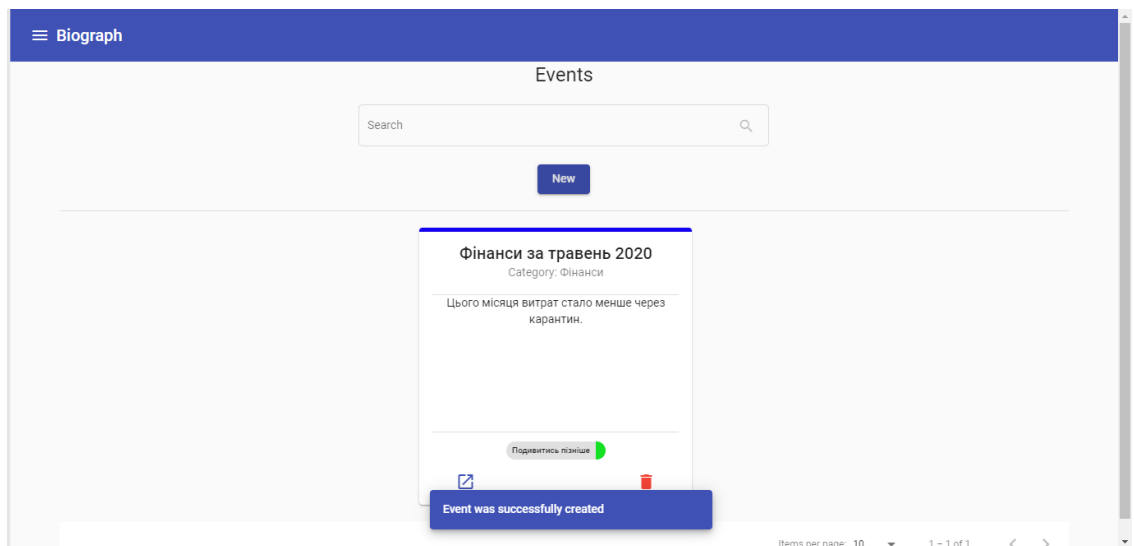 Biograph
Events
Search
New
Фінанси за травень 2020
Category: Фінанси
Цього місяця витрат стало менше через
карантин.
Подивитись пізніше
Event was successfully created
Items per page: 10 1 – 1 of 1